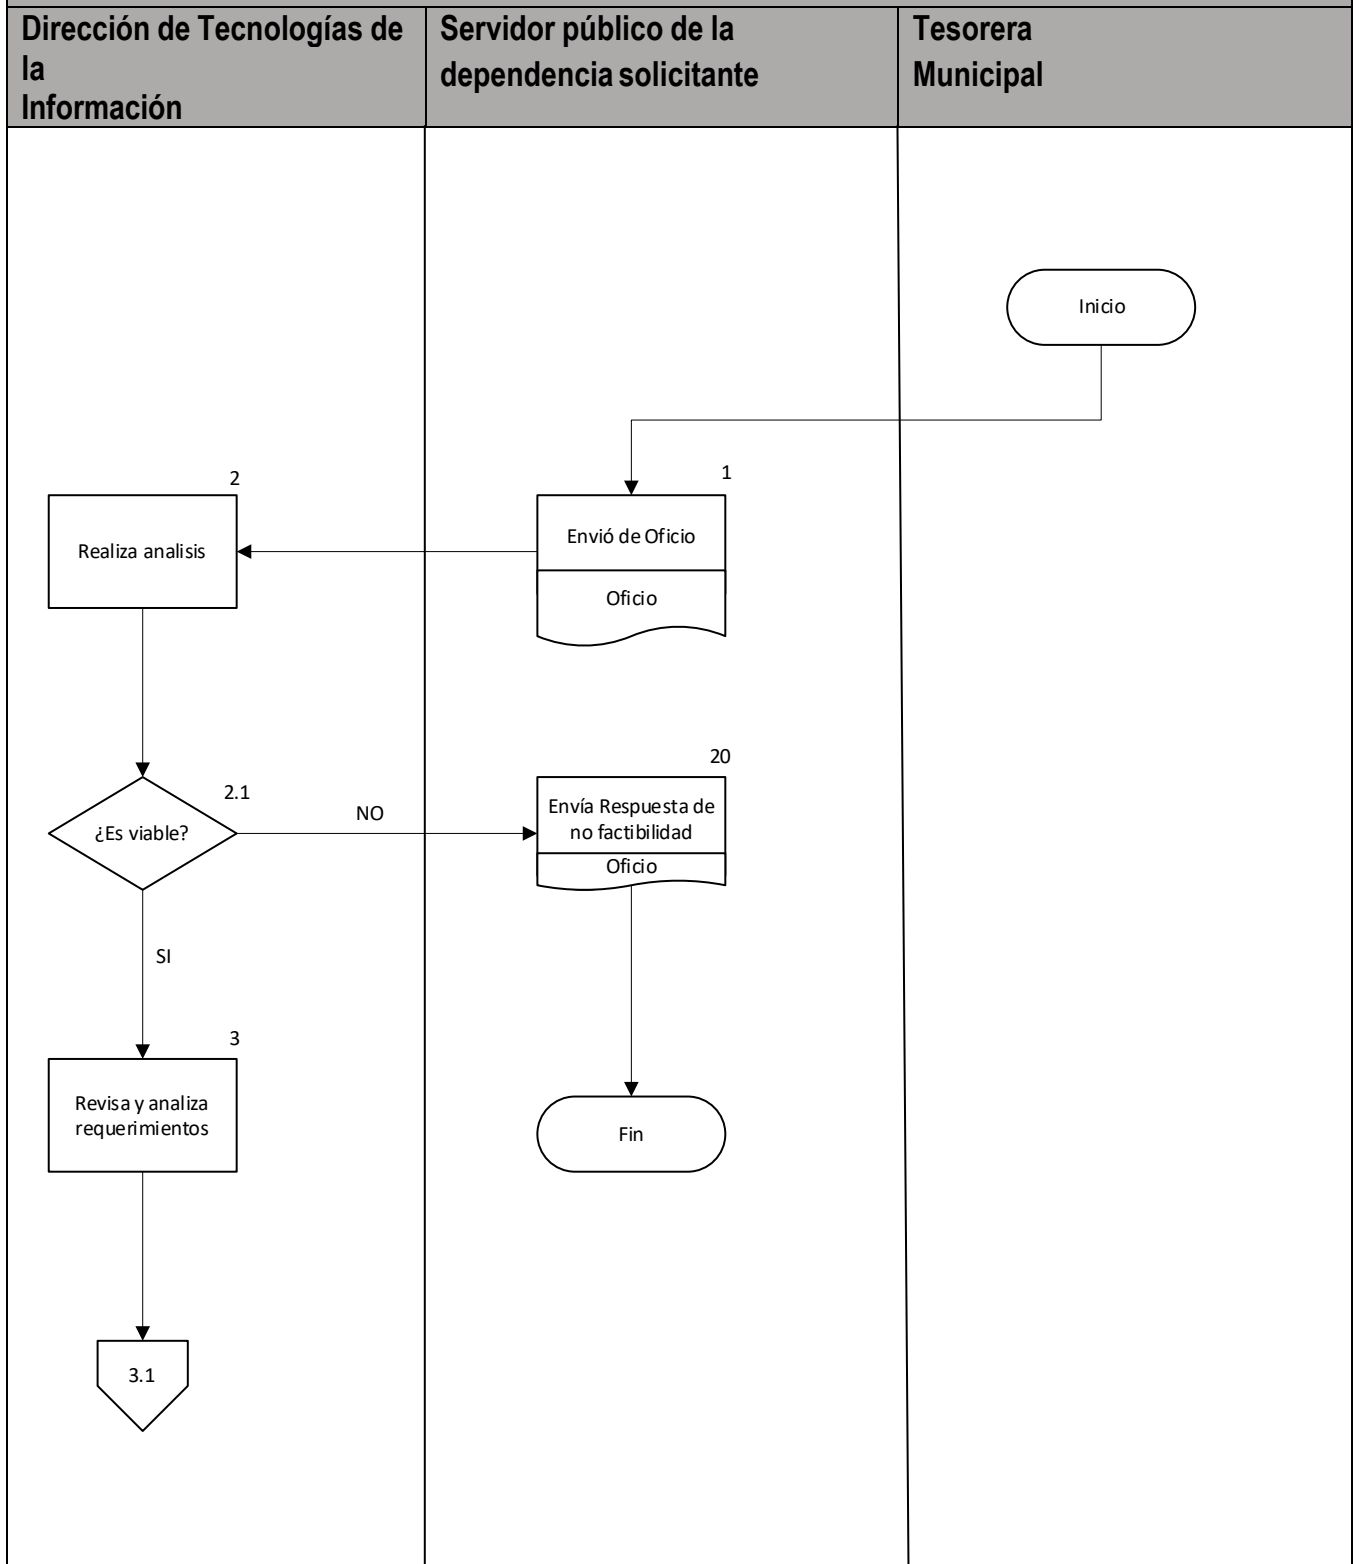 Dirección de Tecnologías de
la
Información
Servidor público de la
dependencia solicitante
Tesorera
Municipal
Inicio
1
Envió de Oficio
Oficio
2
Realiza analisis
2.1
¿Es viable?
NO
20
Envía Respuesta de
no factibilidad
Oficio
SI
3
Revisa y analiza
requerimientos
Fin
3.1